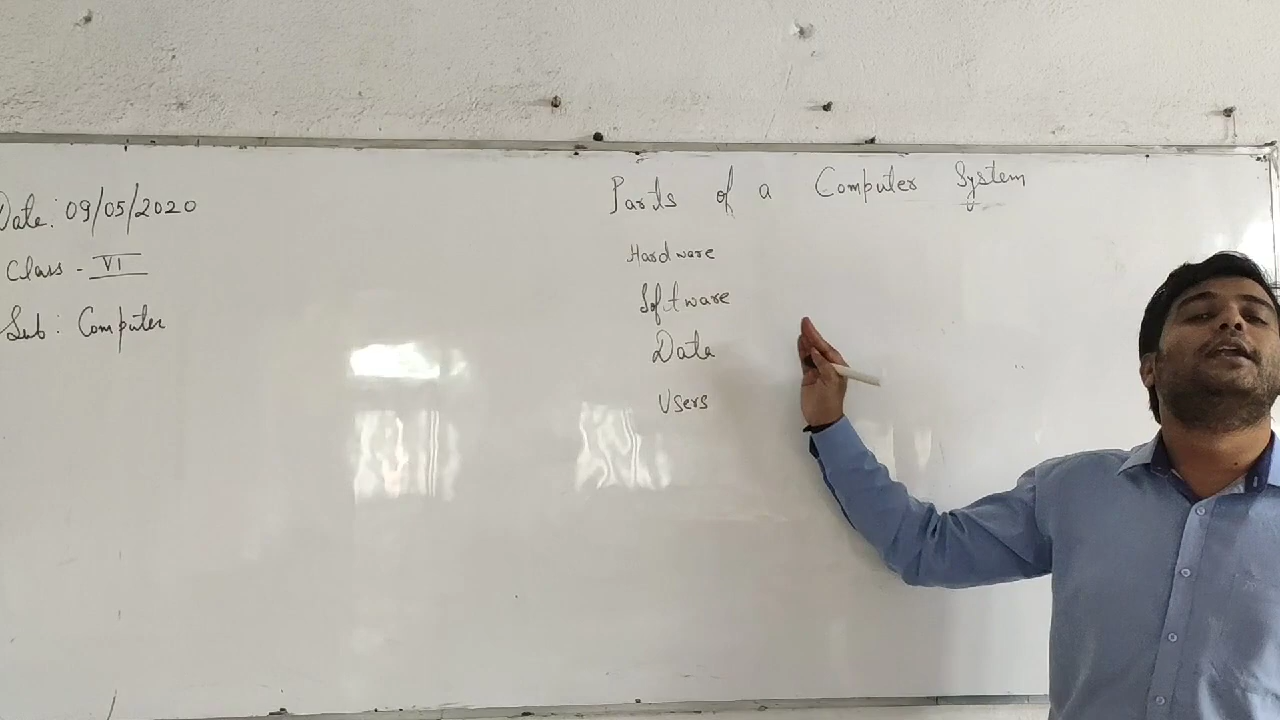 Date: 09/05/2020
Class - VI
Sub: Computer
Parts of a Computer System
Hardware
Software
Data
Users